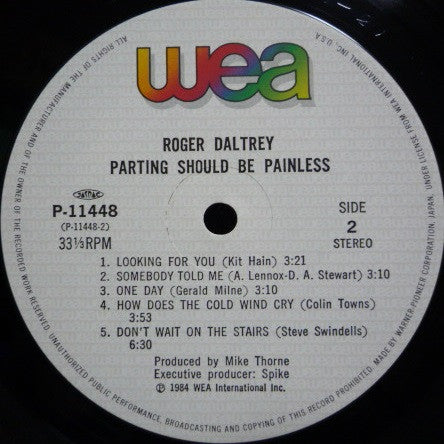 wea
ROGER DALTREY
PARTING SHOULD BE PAINLESS
JASRAC
P-11448
(P-11448-2)
33⅓RPM
SIDE
2
STEREO
1. LOOKING FOR YOU (Kit Hain) 3:21
2. SOMEBODY TOLD ME (A. Lennox-D. A. Stewart) 3:10
3. ONE DAY (Gerald Milne) 3:10
4. HOW DOES THE COLD WIND CRY (Colin Towns)
3:53
5. DON'T WAIT ON THE STAIRS (Steve Swindells)
6:30
Produced by Mike Thorne
Executive producer: Spike
℗ 1984 WEA International Inc.
ALL RIGHTS OF THE MANUFACTURER AND OF THE OWNER OF THE RECORDED WORK RESERVED. UNAUTHORIZED PUBLIC PERFORMANCE, BROADCASTING AND COPYING OF THIS RECORD PROHIBITED. MADE BY WARNER-PIONEER CORPORATION, JAPAN. UNDER LICENSE FROM WEA INTERNATIONAL INC., U.S.A.